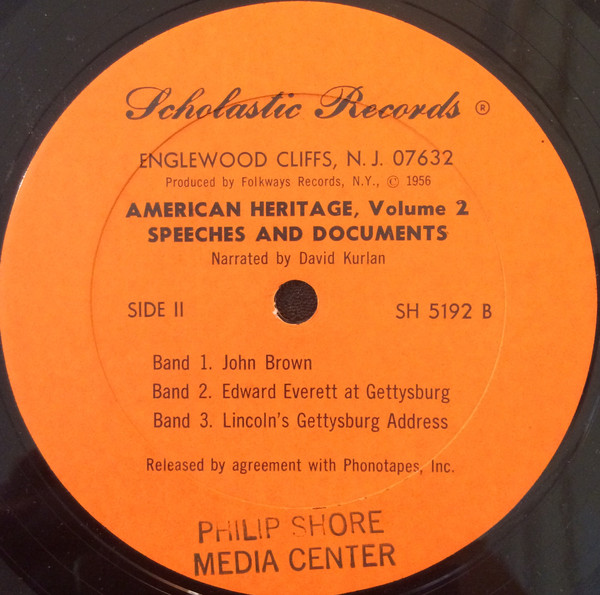 Scholastic Records ®
ENGLEWOOD CLIFFS, N. J. 07632
Produced by Folkways Records, N.Y., © 1956
AMERICAN HERITAGE, Volume 2
SPEECHES AND DOCUMENTS
Narrated by David Kurlan
SIDE II SH 5192 B
Band 1. John Brown
Band 2. Edward Everett at Gettysburg
Band 3. Lincoln's Gettysburg Address
Released by agreement with Phonotapes, Inc.
PHILIP SHORE
MEDIA CENTER